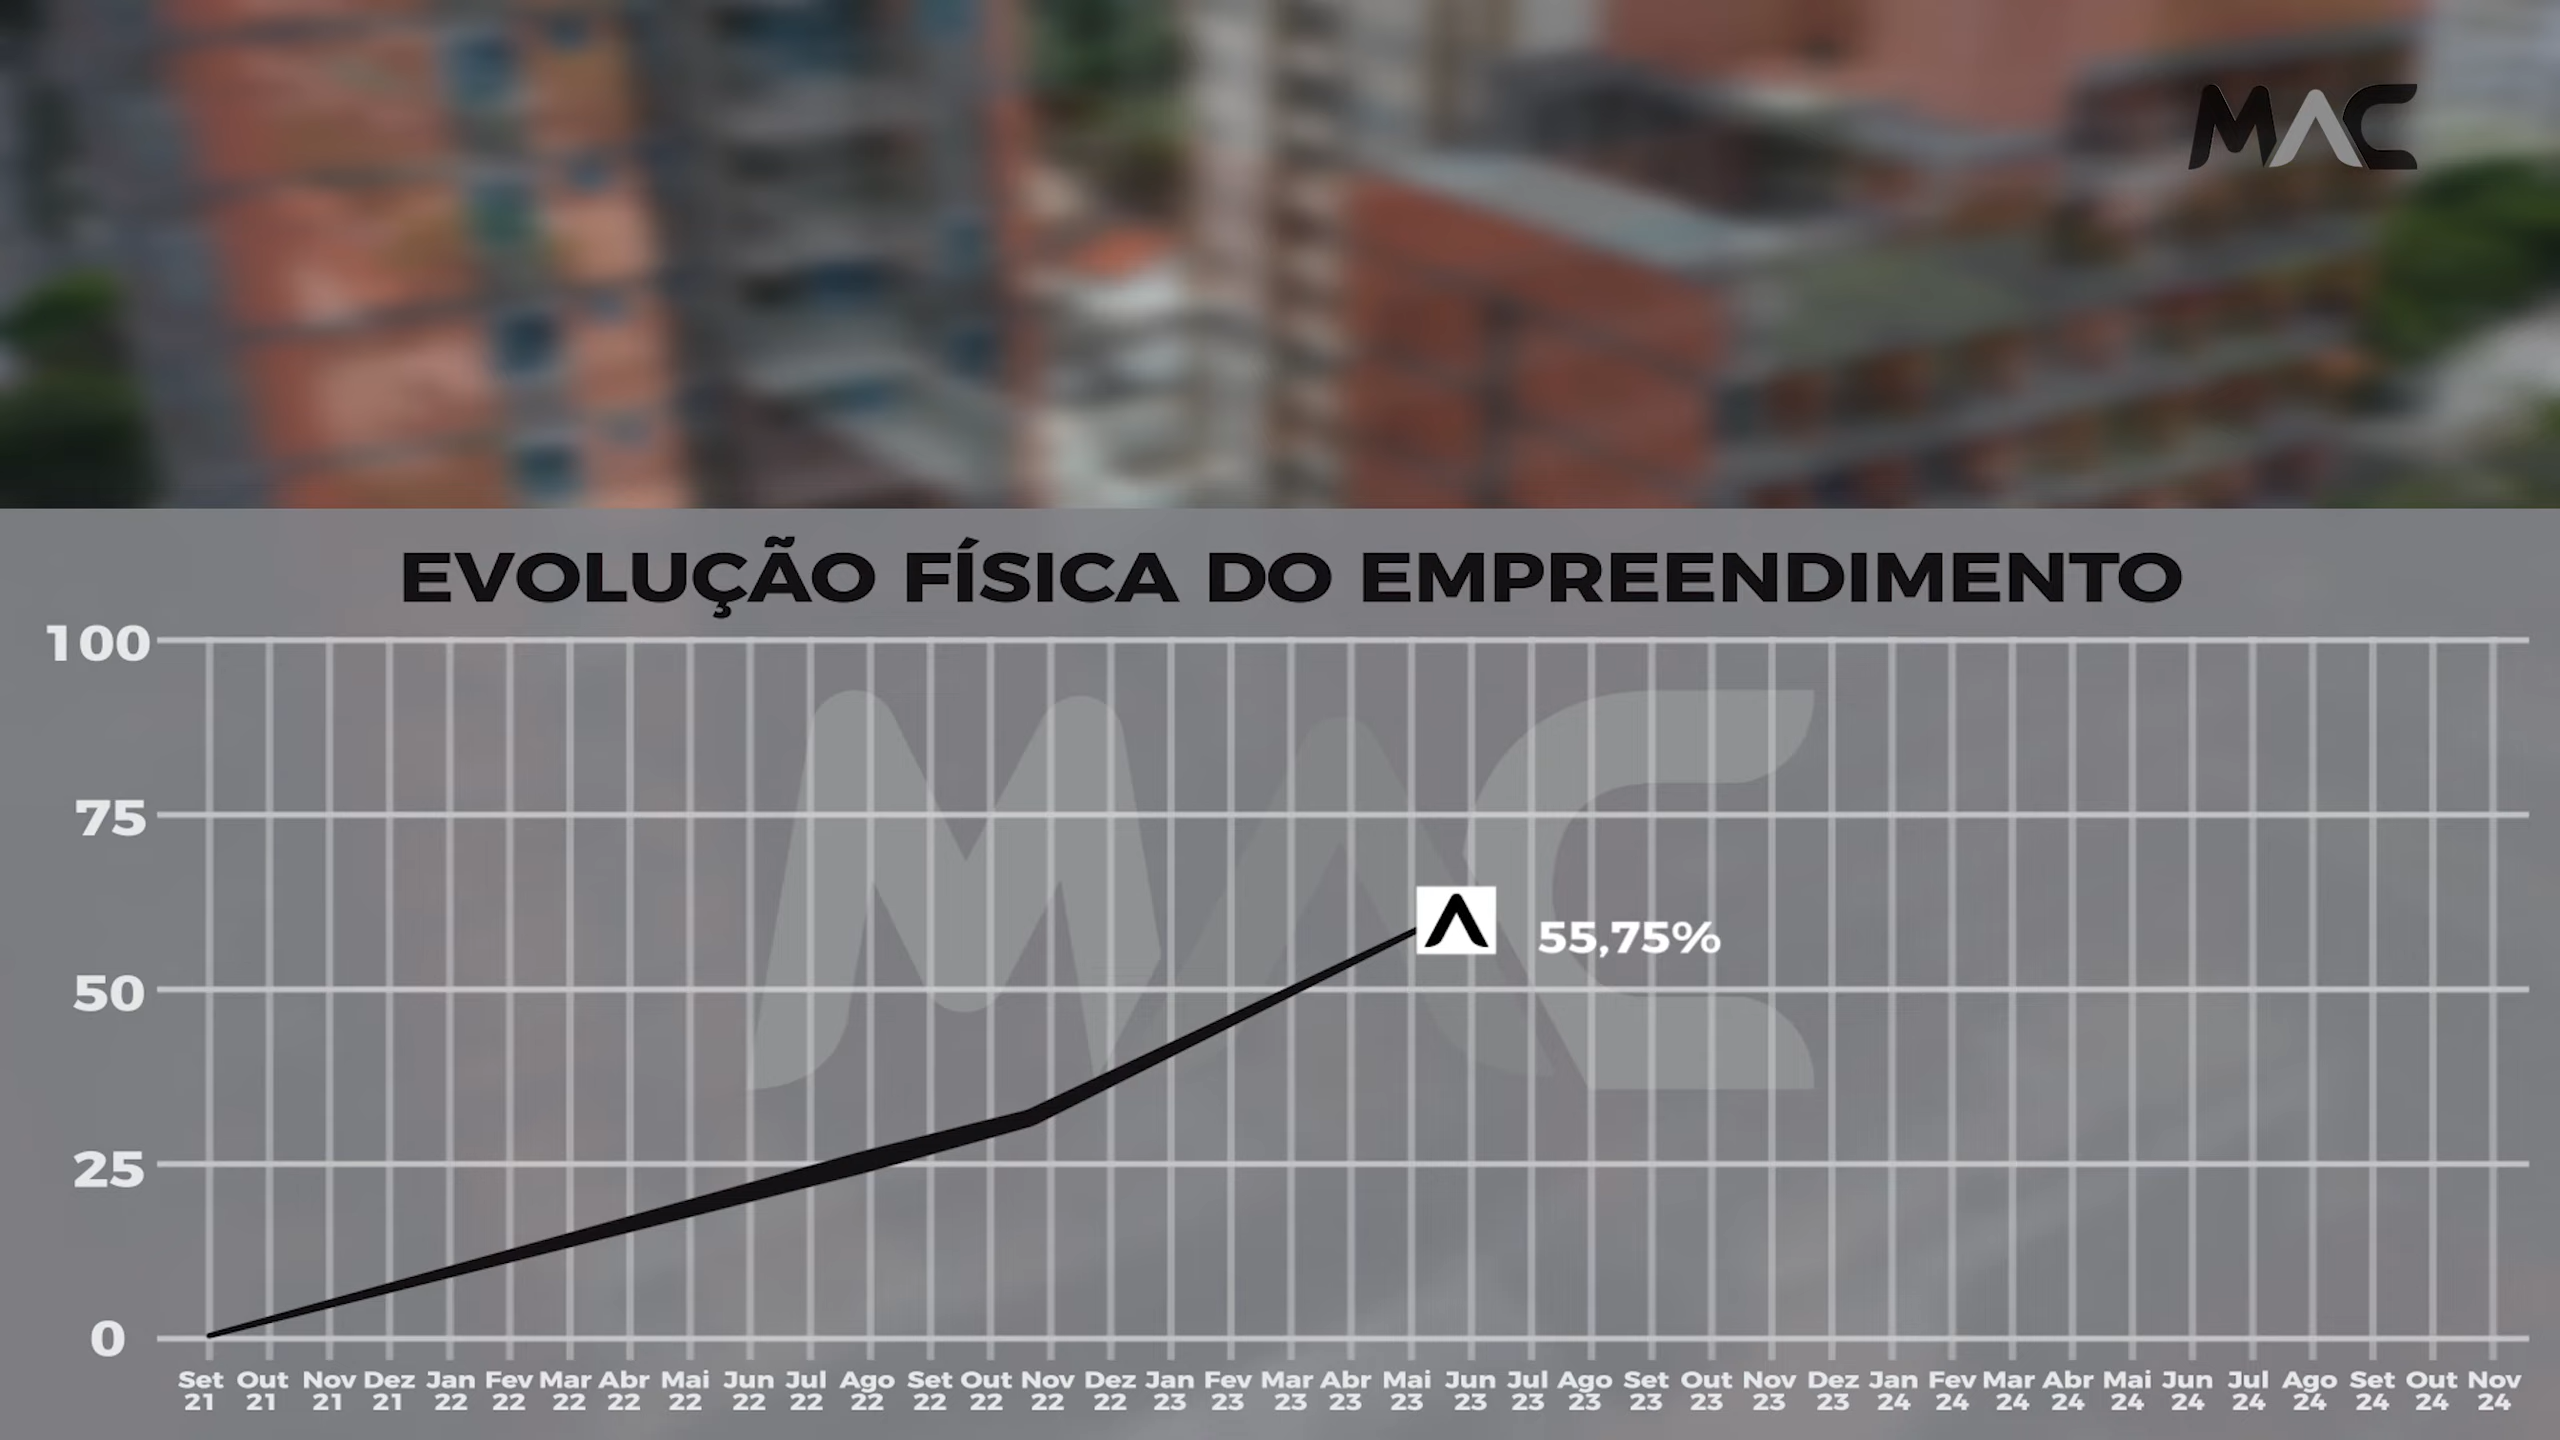 MAC
EVOLUÇÃO FÍSICA DO EMPREENDIMENTO
100
75
MAC
55,75%
50
25
0
Set Out Nov Dez Jan Fev Mar Abr Mai Jun Jul Ago Set Out Nov Dez Jan Fev Mar Abr Mai Jun Jul Ago Set Out Nov Dez Jan Fev Mar Abr Mai Jun Jul Ago Set Out Nov
21 21 21 21 22 22 22 22 22 22 22 22 22 22 22 22 23 23 23 23 23 23 23 23 23 23 23 23 24 24 24 24 24 24 24 24 24 24 24